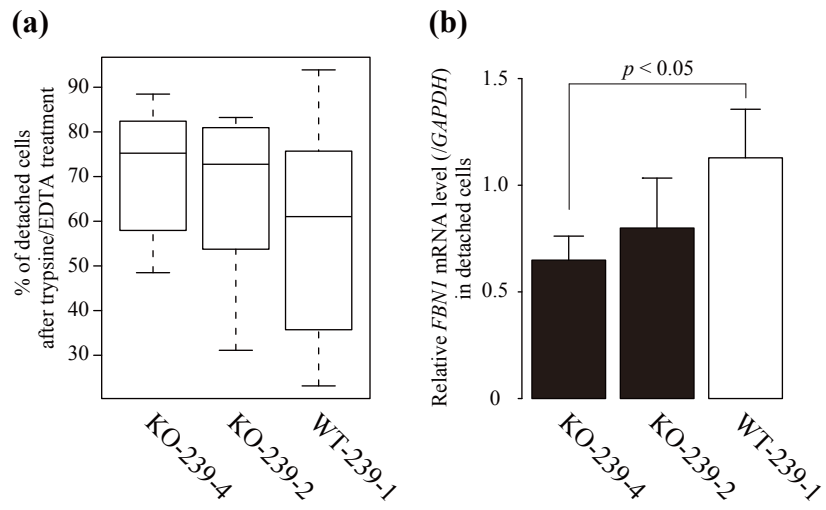 (a)
% of detached cells
after trypsine/EDTA treatment
90
80
70
60
50
40
30
KO-239-4
KO-239-2
WT-239-1
(b)
Relative FBN1 mRNA level (/GAPDH)
in detached cells
1.5
1.0
0.5
0
p < 0.05
KO-239-4
KO-239-2
WT-239-1